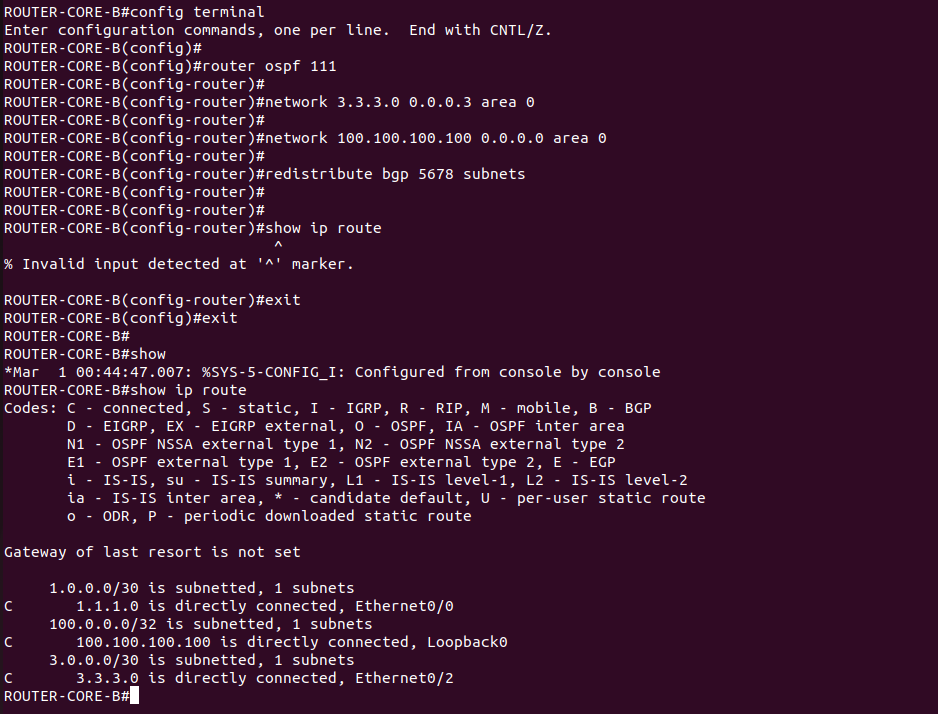 ROUTER-CORE-B#config terminal
Enter configuration commands, one per line.  End with CNTL/Z.
ROUTER-CORE-B(config)#
ROUTER-CORE-B(config)#router ospf 111
ROUTER-CORE-B(config-router)#
ROUTER-CORE-B(config-router)#network 3.3.3.0 0.0.0.3 area 0
ROUTER-CORE-B(config-router)#
ROUTER-CORE-B(config-router)#network 100.100.100.100 0.0.0.0 area 0
ROUTER-CORE-B(config-router)#
ROUTER-CORE-B(config-router)#redistribute bgp 5678 subnets
ROUTER-CORE-B(config-router)#
ROUTER-CORE-B(config-router)#
ROUTER-CORE-B(config-router)#show ip route
                              ^
% Invalid input detected at '^' marker.

ROUTER-CORE-B(config-router)#exit
ROUTER-CORE-B(config)#exit
ROUTER-CORE-B#
ROUTER-CORE-B#show
*Mar  1 00:44:47.007: %SYS-5-CONFIG_I: Configured from console by console
ROUTER-CORE-B#show ip route
Codes: C - connected, S - static, I - IGRP, R - RIP, M - mobile, B - BGP
       D - EIGRP, EX - EIGRP external, O - OSPF, IA - OSPF inter area
       N1 - OSPF NSSA external type 1, N2 - OSPF NSSA external type 2
       E1 - OSPF external type 1, E2 - OSPF external type 2, E - EGP
       i - IS-IS, su - IS-IS summary, L1 - IS-IS level-1, L2 - IS-IS level-2
       ia - IS-IS inter area, * - candidate default, U - per-user static route
       o - ODR, P - periodic downloaded static route

Gateway of last resort is not set

     1.0.0.0/30 is subnetted, 1 subnets
C       1.1.1.0 is directly connected, Ethernet0/0
     100.0.0.0/32 is subnetted, 1 subnets
C       100.100.100.100 is directly connected, Loopback0
     3.0.0.0/30 is subnetted, 1 subnets
C       3.3.3.0 is directly connected, Ethernet0/2
ROUTER-CORE-B#